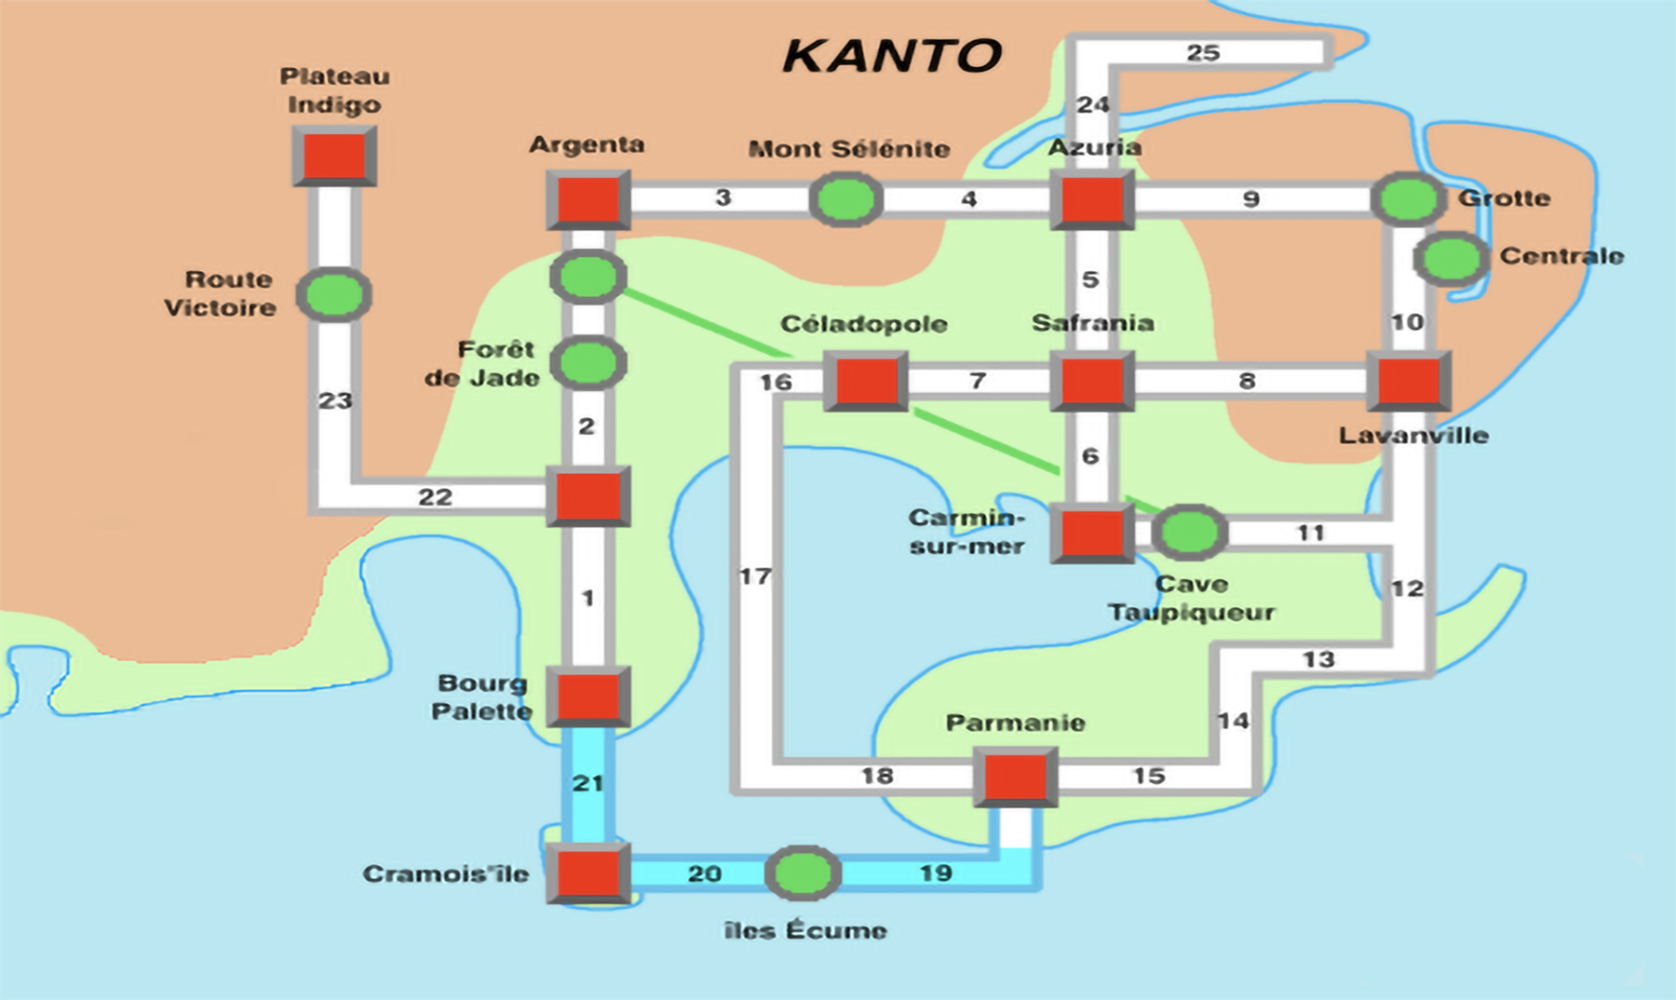 KANTO
25
Plateau
Indigo
24
Argenta
Mont Sélénite
Azuria
3
4
9
Grotte
Centrale
Route
Victoire
5
Céladopole
Safrania
10
Forêt
de Jade
16
7
8
23
2
6
Lavanville
22
Carmin-
sur-mer
11
17
Cave
Taupiqueur
12
1
13
Bourg
Palette
Parmanie
14
21
18
15
Cramois'île
20
19
îles Écume